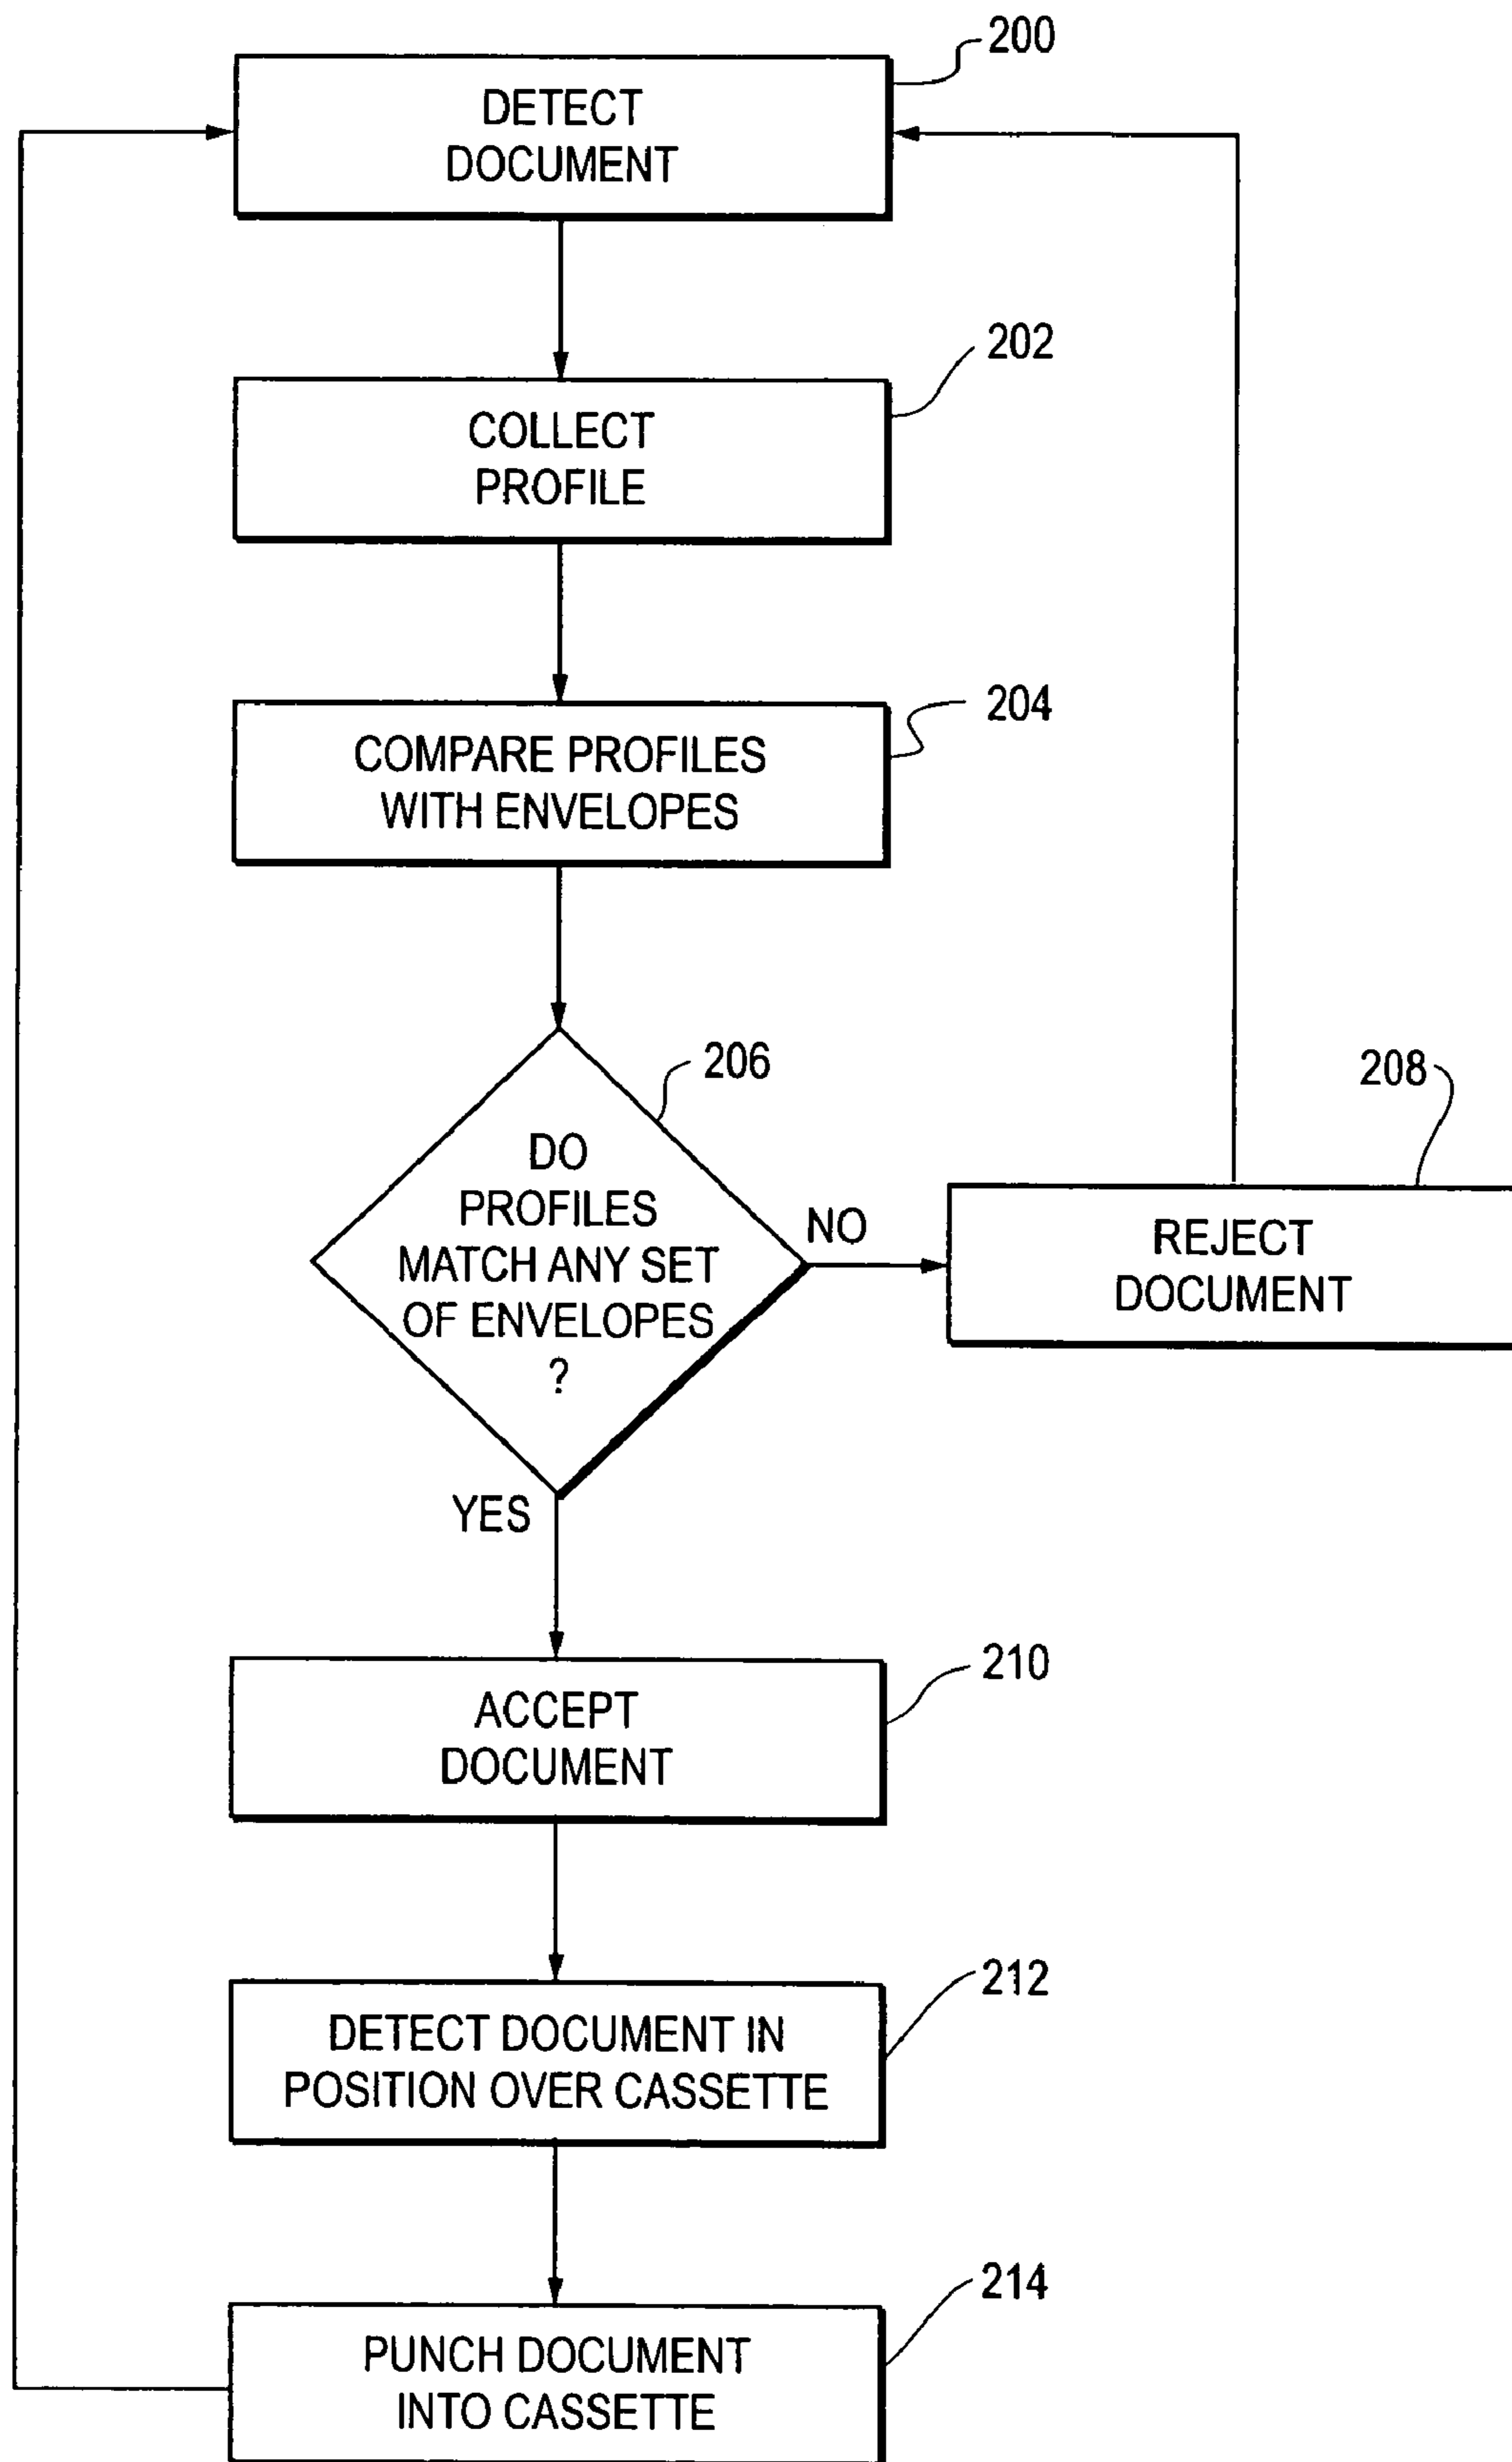 200
DETECT
DOCUMENT
202
COLLECT
PROFILE
204
COMPARE PROFILES
WITH ENVELOPES
206
DO
PROFILES
MATCH ANY SET
OF ENVELOPES
?
NO
208
REJECT
DOCUMENT
YES
210
ACCEPT
DOCUMENT
212
DETECT DOCUMENT IN
POSITION OVER CASSETTE
214
PUNCH DOCUMENT
INTO CASSETTE